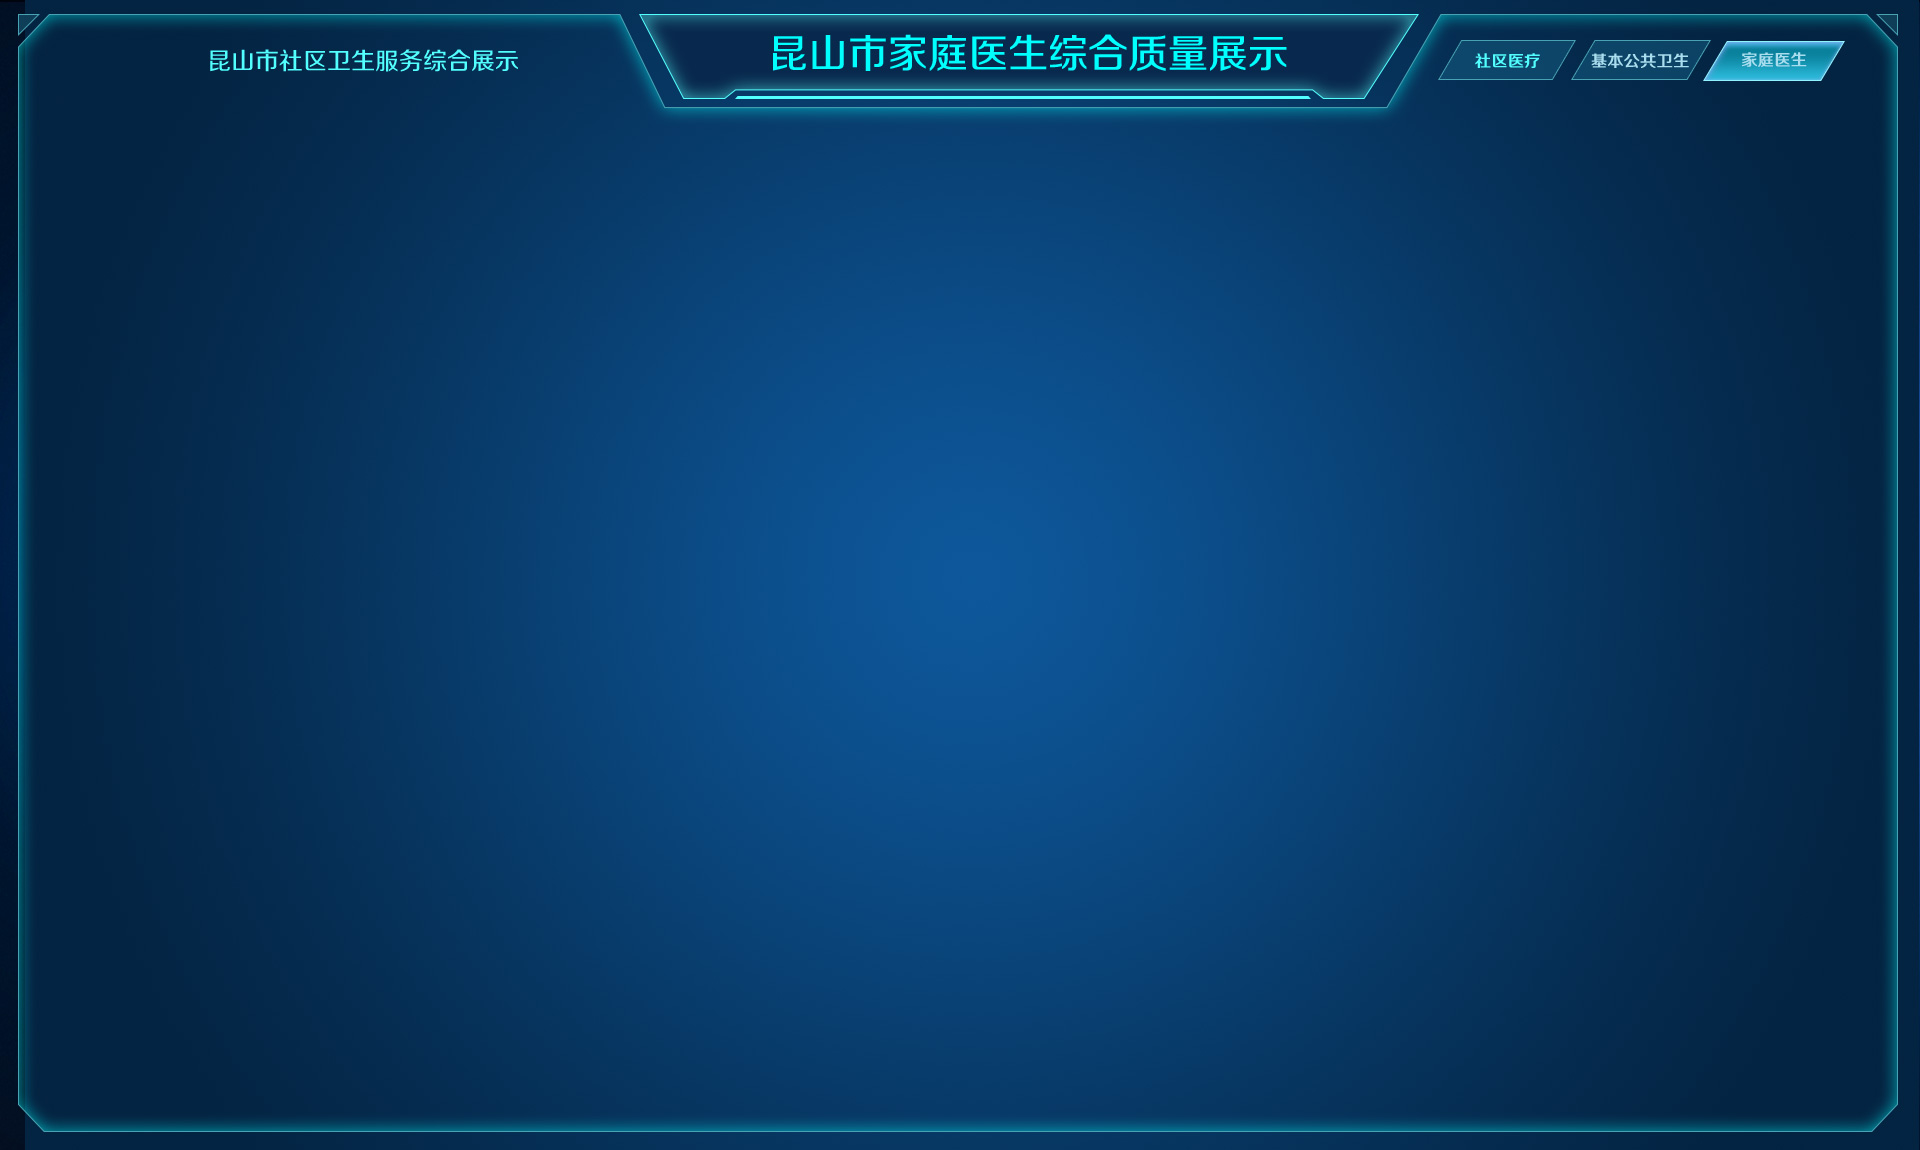 昆山市社区卫生服务综合展示
昆山市家庭医生综合质量展示
社区医疗
基本公共卫生
家庭医生